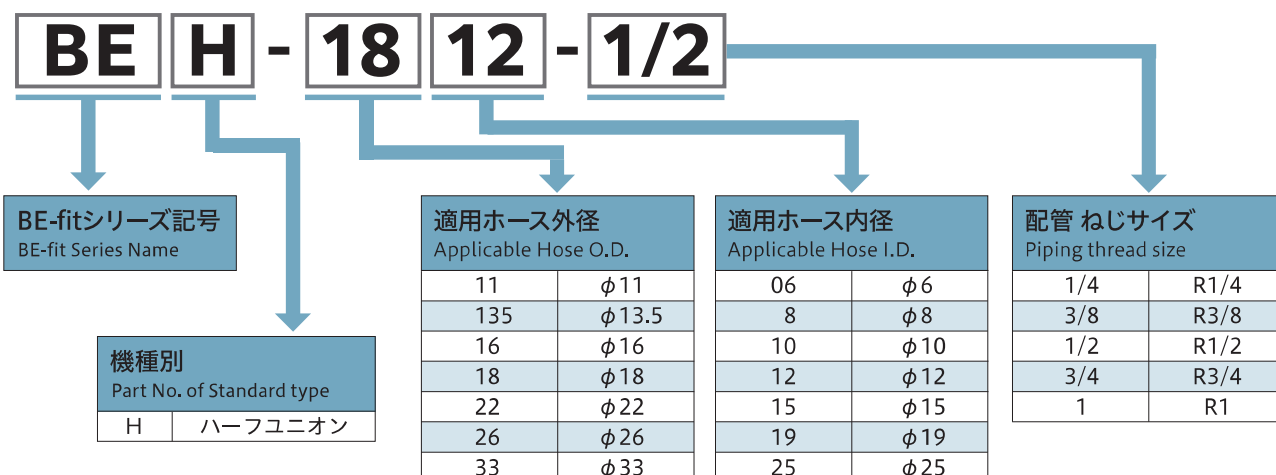 BE H - 18 12 - 1/2
BE-fitシリーズ記号
BE-fit Series Name
機種別
Part No. of Standard type
H ハーフユニオン
適用ホース外径
Applicable Hose O.D.
11 φ11
135 φ13.5
16 φ16
18 φ18
22 φ22
26 φ26
33 φ33
適用ホース内径
Applicable Hose I.D.
06 φ6
8 φ8
10 φ10
12 φ12
15 φ15
19 φ19
25 φ25
配管 ねじサイズ
Piping thread size
1/4 R1/4
3/8 R3/8
1/2 R1/2
3/4 R3/4
1 R1